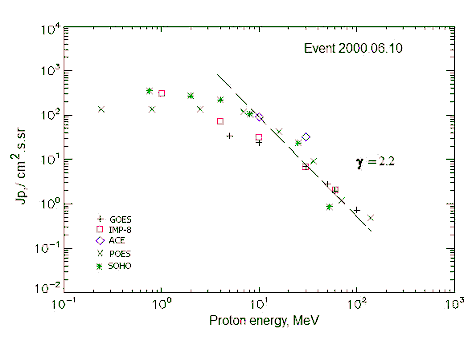 Event 2000.06.10
Jp,/ cm².s.sr
10⁴
10³
10²
10¹
10⁰
10⁻¹
10⁻²
γ = 2.2
GOES
IMP-8
ACE
POES
SOHO
10⁻¹ 10⁰ 10¹ 10² 10³
Proton energy, MeV